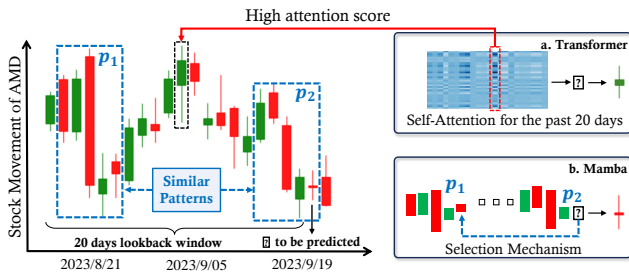 High attention score
Stock Movement of AMD
p1
p2
Similar
Patterns
20 days lookback window
? to be predicted
2023/8/21
2023/9/05
2023/9/19
a. Transformer
?
Self-Attention for the past 20 days
b. Mamba
p1
p2
?
Selection Mechanism